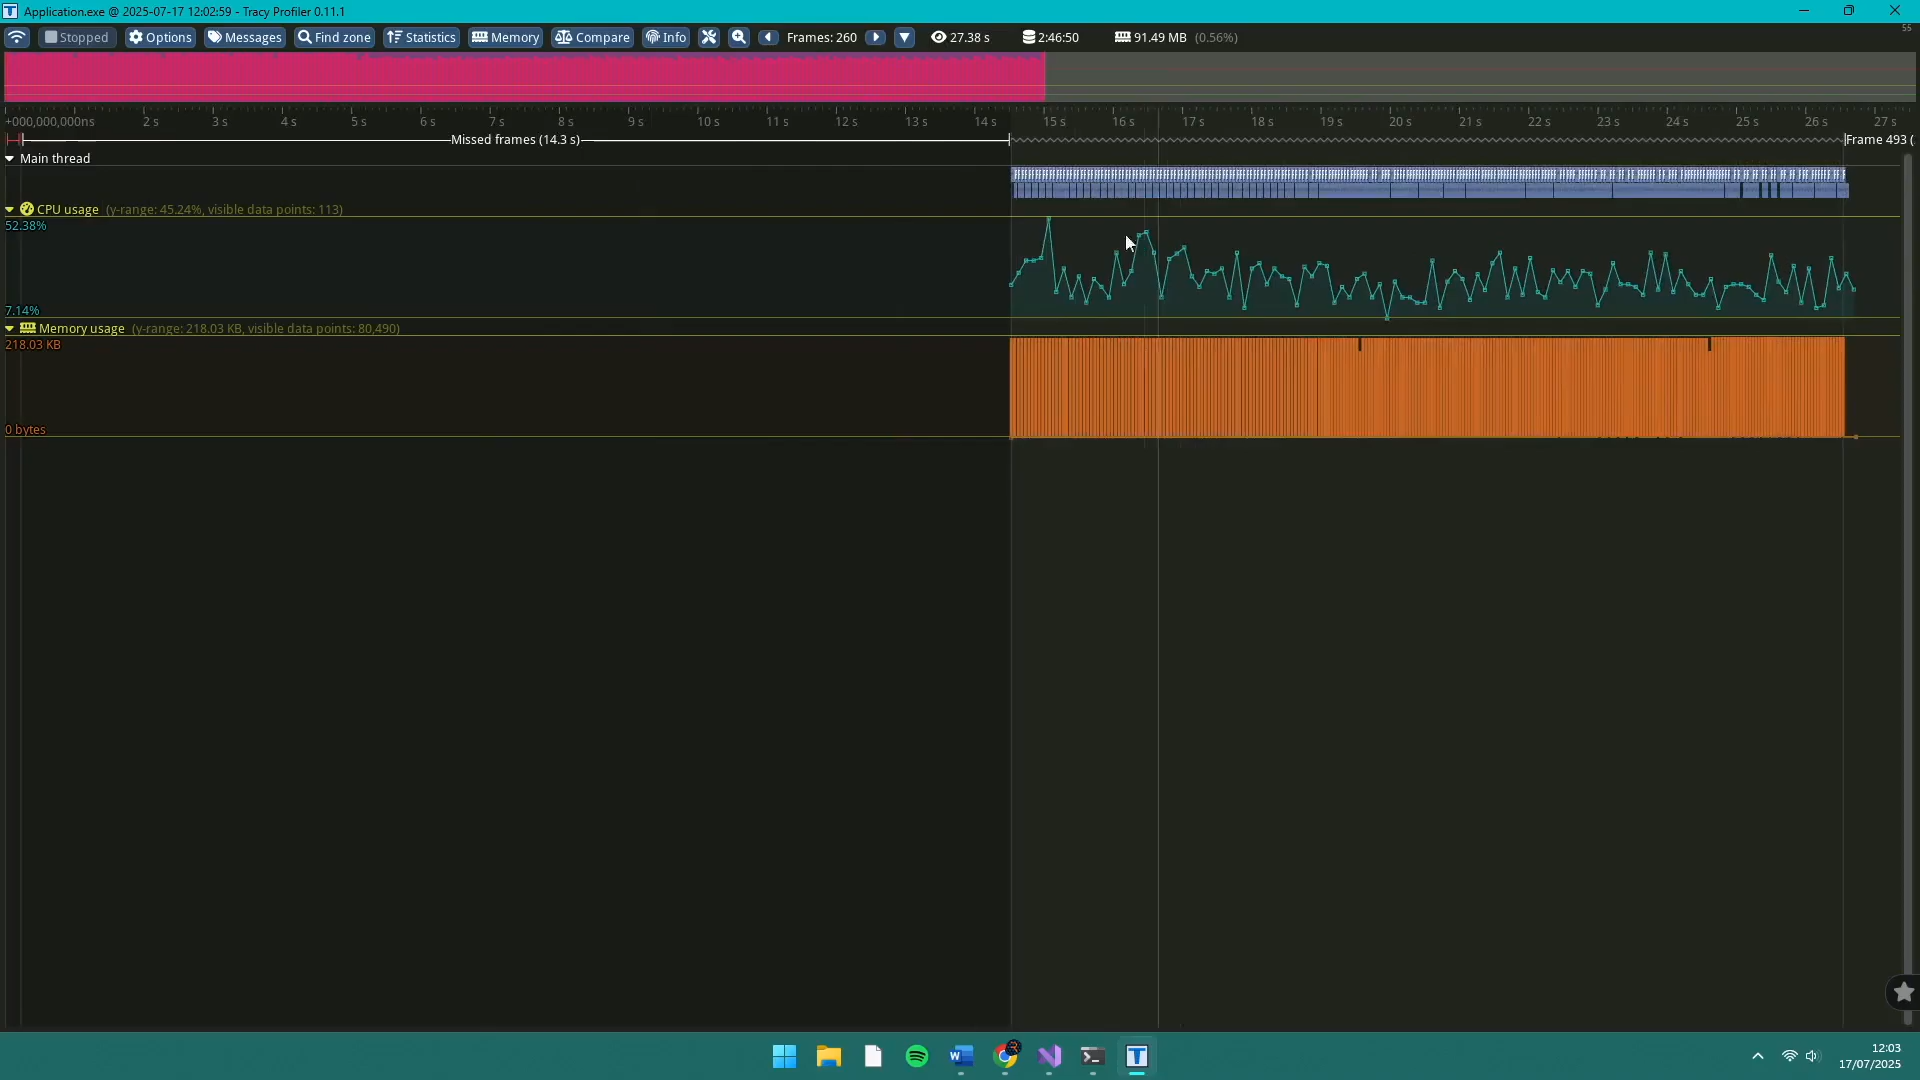 Application.exe @ 2025-07-17 12:02:59 - Tracy Profiler 0.11.1
Stopped Options Messages Find zone Statistics Memory Compare Info Frames: 260 27.38 s 2:46:50 91.49 MB (0.56%)
55
+000,000,000ns 2 s 3 s 4 s 5 s 6 s 7 s 8 s 9 s 10 s 11 s 12 s 13 s 14 s 15 s 16 s 17 s 18 s 19 s 20 s 21 s 22 s 23 s 24 s 25 s 26 s 27 s
Missed frames (14.3 s) Frame 493 (
Main thread
CPU usage (y-range: 45.24%, visible data points: 113)
52.38%
7.14%
Memory usage (y-range: 218.03 KB, visible data points: 80,490)
218.03 KB
0 bytes
12:03
17/07/2025